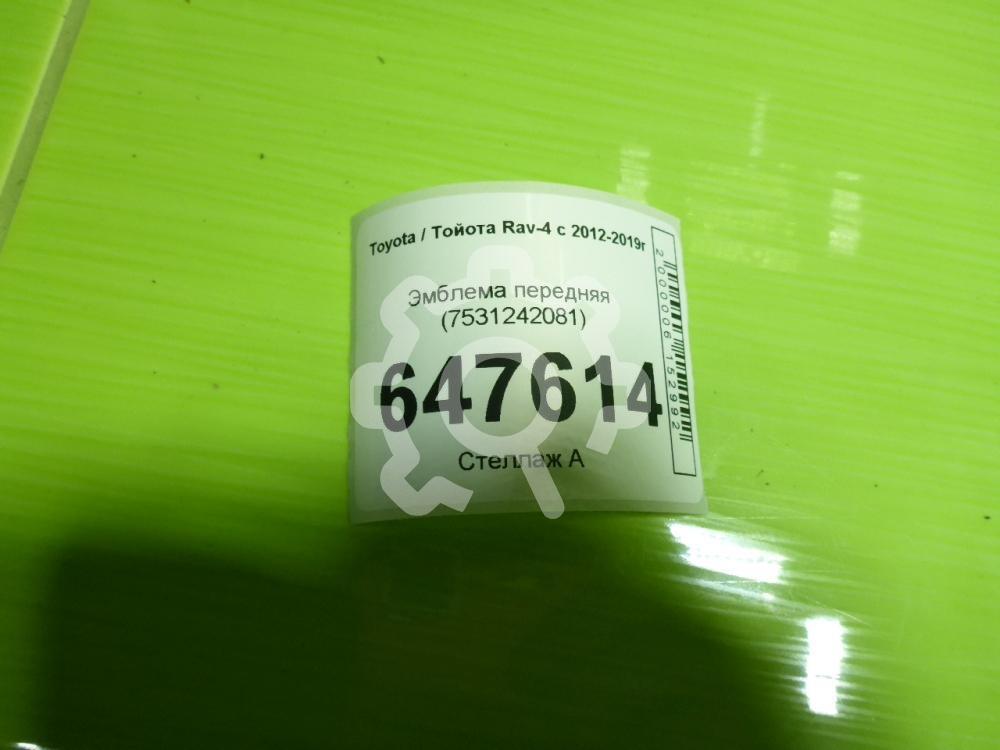 Toyota / Тойота Rav-4 с 2012-2019г
Эмблема передняя
(7531242081)
647614
Стеллаж А
2000006152992